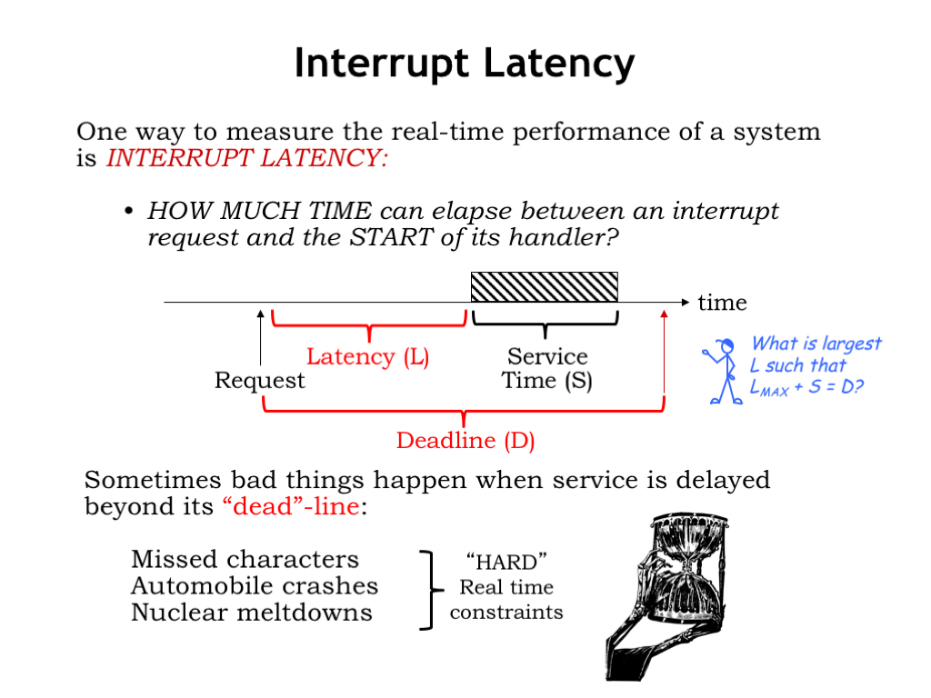 Interrupt Latency
One way to measure the real-time performance of a system
is INTERRUPT LATENCY:
• HOW MUCH TIME can elapse between an interrupt
request and the START of its handler?
time
Latency (L)
Service
Time (S)
Request
What is largest
L such that
LMAX + S = D?
Deadline (D)
Sometimes bad things happen when service is delayed
beyond its “dead”-line:
Missed characters
Automobile crashes
Nuclear meltdowns
“HARD”
Real time
constraints